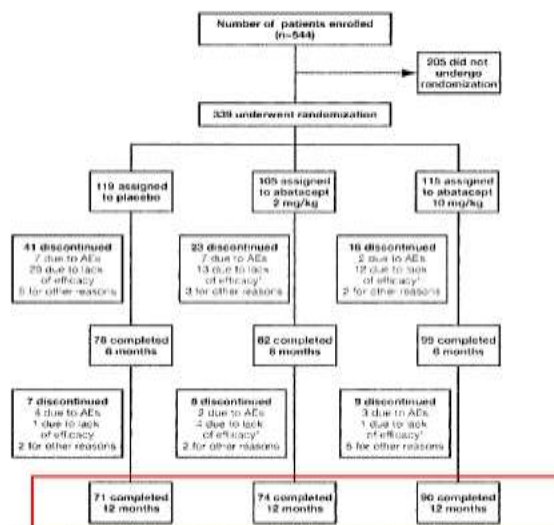 Number of patients enrolled
(n=544)
205 did not
undergo
randomization
339 underwent randomization
119 assigned
to placebo
105 assigned
to abatacept
2 mg/kg
115 assigned
to abatacept
10 mg/kg
41 discontinued
7 due to AEs
29 due to lack
of efficacy
5 for other reasons
23 discontinued
7 due to AEs
13 due to lack
of efficacy
3 for other reasons
16 discontinued
2 due to AEs
12 due to lack
of efficacy
2 for other reasons
78 completed
6 months
82 completed
6 months
99 completed
6 months
7 discontinued
4 due to AEs
1 due to lack
of efficacy
2 for other reasons
8 discontinued
2 due to AEs
4 due to lack
of efficacy
2 for other reasons
9 discontinued
3 due to AEs
1 due to lack
of efficacy
5 for other reasons
71 completed
12 months
74 completed
12 months
90 completed
12 months